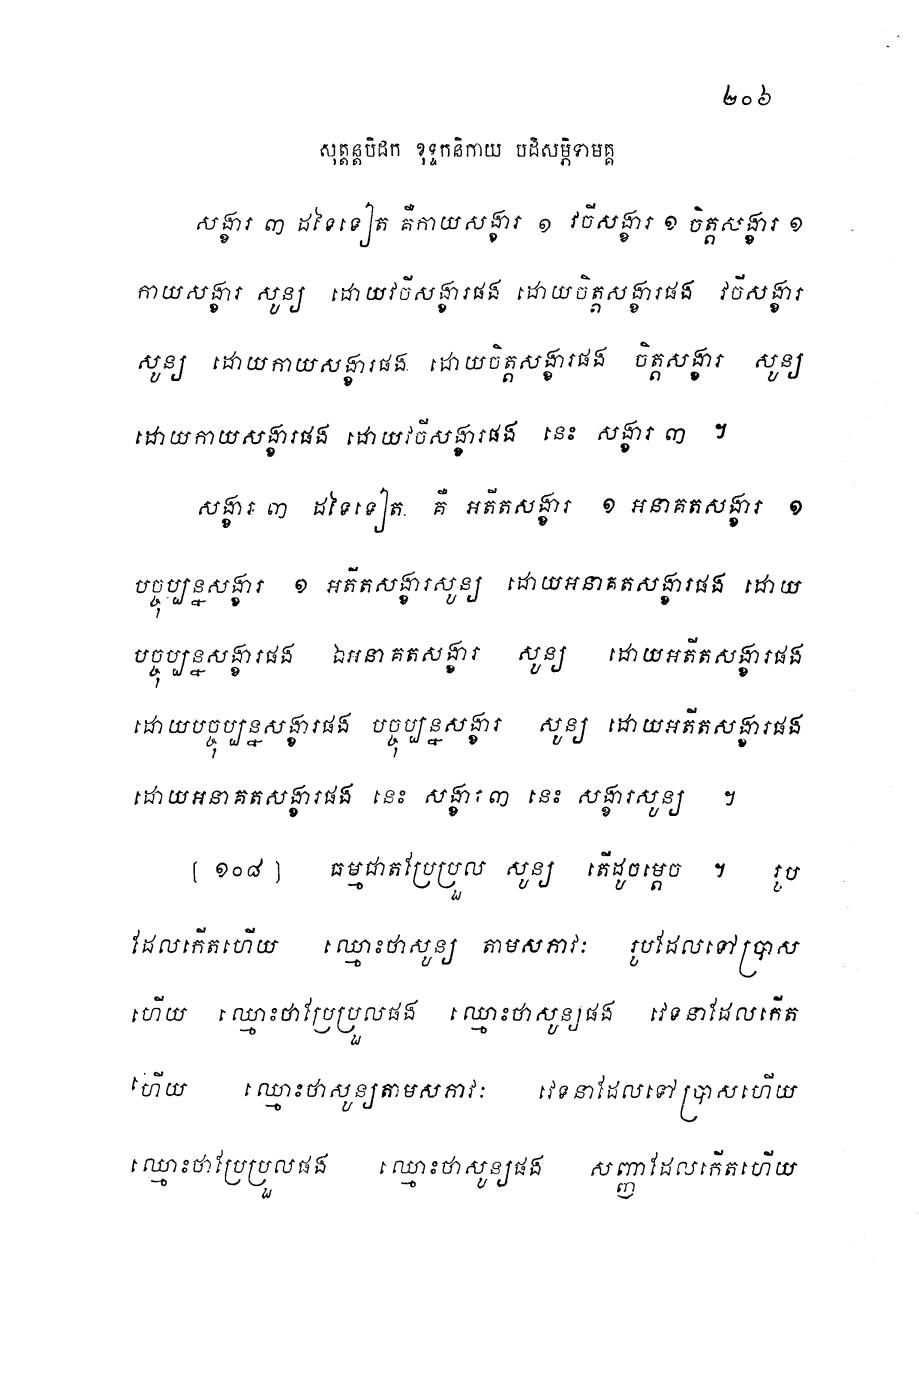 ២០៦
សុត្តន្តបិដក ខុទ្ទកនិកាយ បដិសម្ភិទាមគ្គ
សង្ខារ ៣ ដទៃទៀត គឺកាយសង្ខារ ១ វចីសង្ខារ ១ ចិត្តសង្ខារ ១
កាយសង្ខារ សូន្យ ដោយវចីសង្ខារផង ដោយចិត្តសង្ខារផង វចីសង្ខារ
សូន្យ ដោយកាយសង្ខារផង ដោយចិត្តសង្ខារផង ចិត្តសង្ខារ សូន្យ
ដោយកាយសង្ខារផង ដោយវចីសង្ខារផង នេះ សង្ខារ ៣ ។
សង្ខារ ៣ ដទៃទៀត គឺ អតីតសង្ខារ ១ អនាគតសង្ខារ ១
បច្ចុប្បន្នសង្ខារ ១ អតីតសង្ខារសូន្យ ដោយអនាគតសង្ខារផង ដោយ
បច្ចុប្បន្នសង្ខារផង ឯអនាគតសង្ខារ សូន្យ ដោយអតីតសង្ខារផង
ដោយបច្ចុប្បន្នសង្ខារផង បច្ចុប្បន្នសង្ខារ សូន្យ ដោយអតីតសង្ខារផង
ដោយអនាគតសង្ខារផង នេះ សង្ខារ ៣ នេះ សង្ខារសូន្យ ។
[ ១០៨ ] ធម្មជាតប្រែប្រួល សូន្យ តើដូចម្តេច ។ រូប
ដែលកើតហើយ ឈ្មោះថាសូន្យ តាមសភាវៈ រូបដែលទៅប្រាស
ហើយ ឈ្មោះថាប្រែប្រួលផង ឈ្មោះថាសូន្យផង វេទនាដែលកើត
ហើយ ឈ្មោះថាសូន្យតាមសភាវៈ វេទនាដែលទៅប្រាសហើយ
ឈ្មោះថាប្រែប្រួលផង ឈ្មោះថាសូន្យផង សញ្ញាដែលកើតហើយ